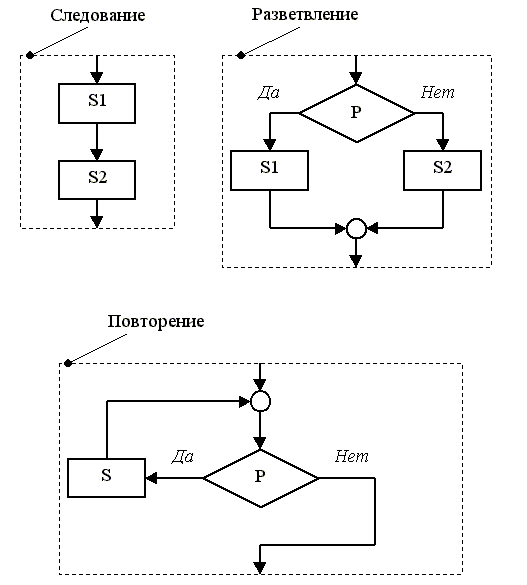 Следование
Разветвление
S1
S2
Да
Нет
P
S1
S2
Повторение
Да
Нет
S
P